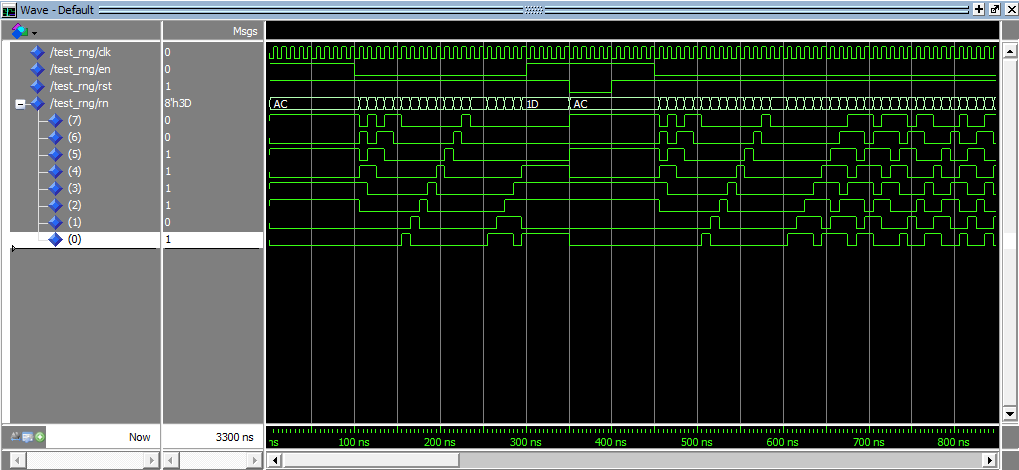 Wave - Default
Msgs
/test_rng/clk 0
/test_rng/en 0
/test_rng/rst 1
/test_rng/rn 8'h3D AC 1D AC
(7) 0
(6) 0
(5) 1
(4) 1
(3) 1
(2) 1
(1) 0
(0) 1
Now 3300 ns ns 100 ns 200 ns 300 ns 400 ns 500 ns 600 ns 700 ns 800 ns